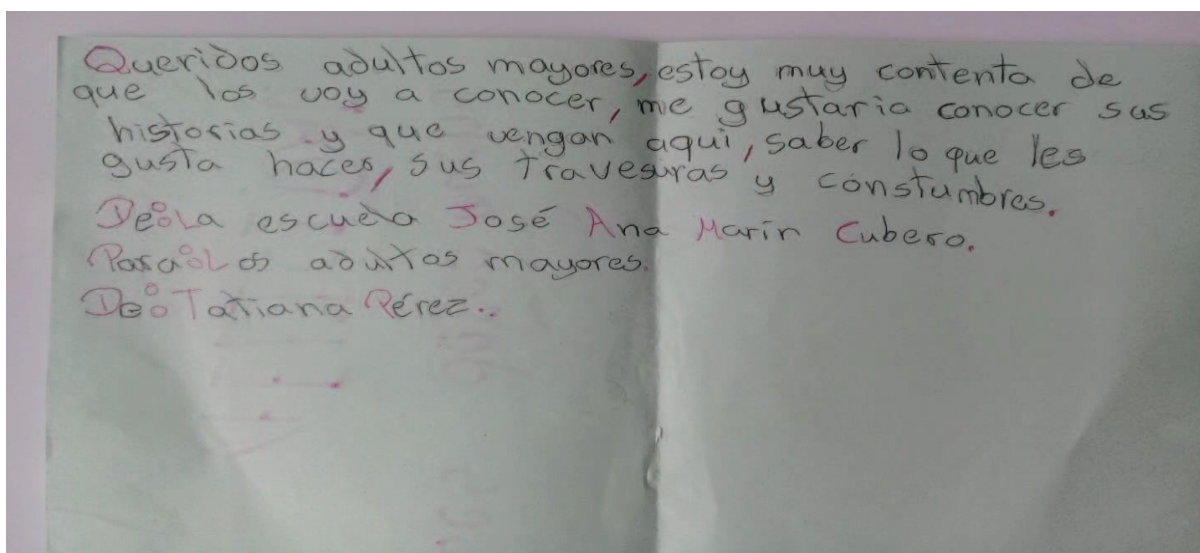 Queridos adultos mayores, estoy muy contenta de
que los voy a conocer, me gustaria conocer sus
historias y que vengan aqui, saber lo que les
gusta hacer, sus travesuras y constumbres.
De: La escuela José Ana Marín Cubero.
Para: Los adultos mayores.
De: Tatiana Pérez..